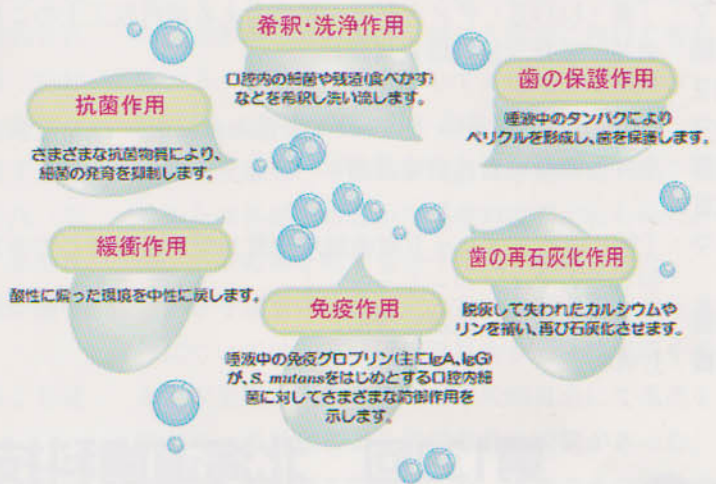 希釈・洗浄作用
口腔内の細菌や残渣(食べかす)
などを希釈し洗い流します。
歯の保護作用
唾液中のタンパクにより
ペリクルを形成し、歯を保護します。
抗菌作用
さまざまな抗菌物質により、
細菌の発育を抑制します。
緩衝作用
酸性に偏った環境を中性に戻します。
歯の再石灰化作用
脱灰して失われたカルシウムや
リンを補い、再び石灰化させます。
免疫作用
唾液中の免疫グロブリン(主にIgA、IgG)
が、S. mutansをはじめとする口腔内細
菌に対してさまざまな防御作用を
示します。